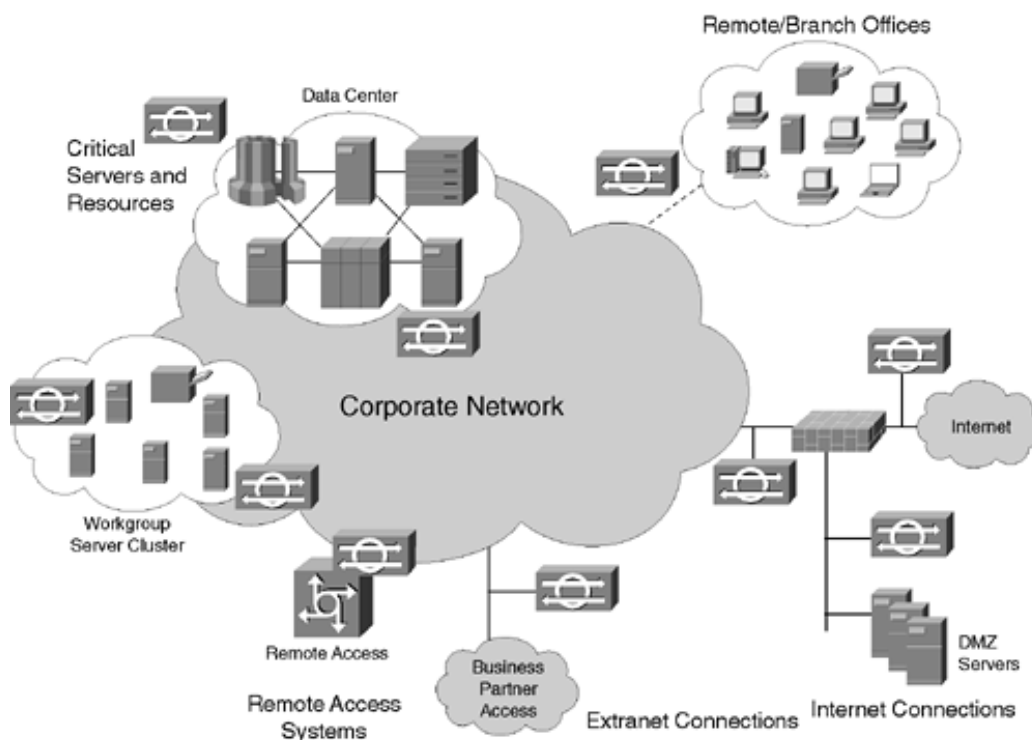 Remote/Branch Offices
Data Center
Critical
Servers and
Resources
Corporate Network
Internet
Workgroup
Server Cluster
Remote Access
Remote Access
Systems
Business
Partner
Access
Extranet Connections
DMZ
Servers
Internet Connections